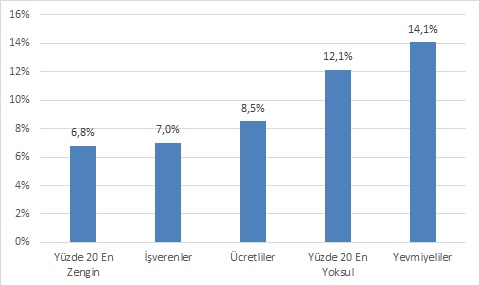 16%
14%
12%
10%
8%
6%
4%
2%
0%
6,8%
7,0%
8,5%
12,1%
14,1%
Yüzde 20 En
Zengin
İşverenler
Ücretliler
Yüzde 20 En
Yoksul
Yevmiyeliler